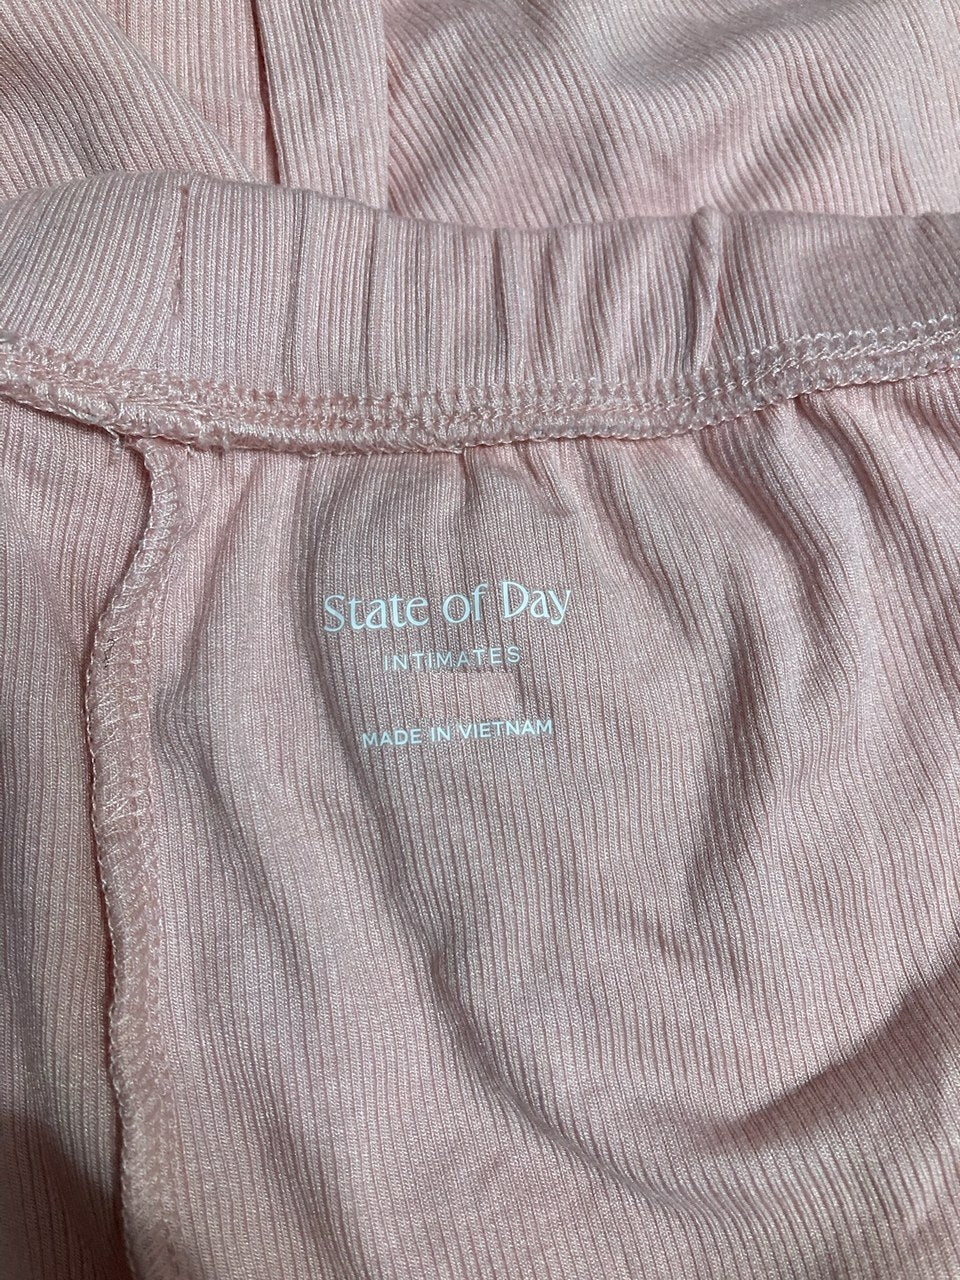 State of Day
INTIMATES
MADE IN VIETNAM